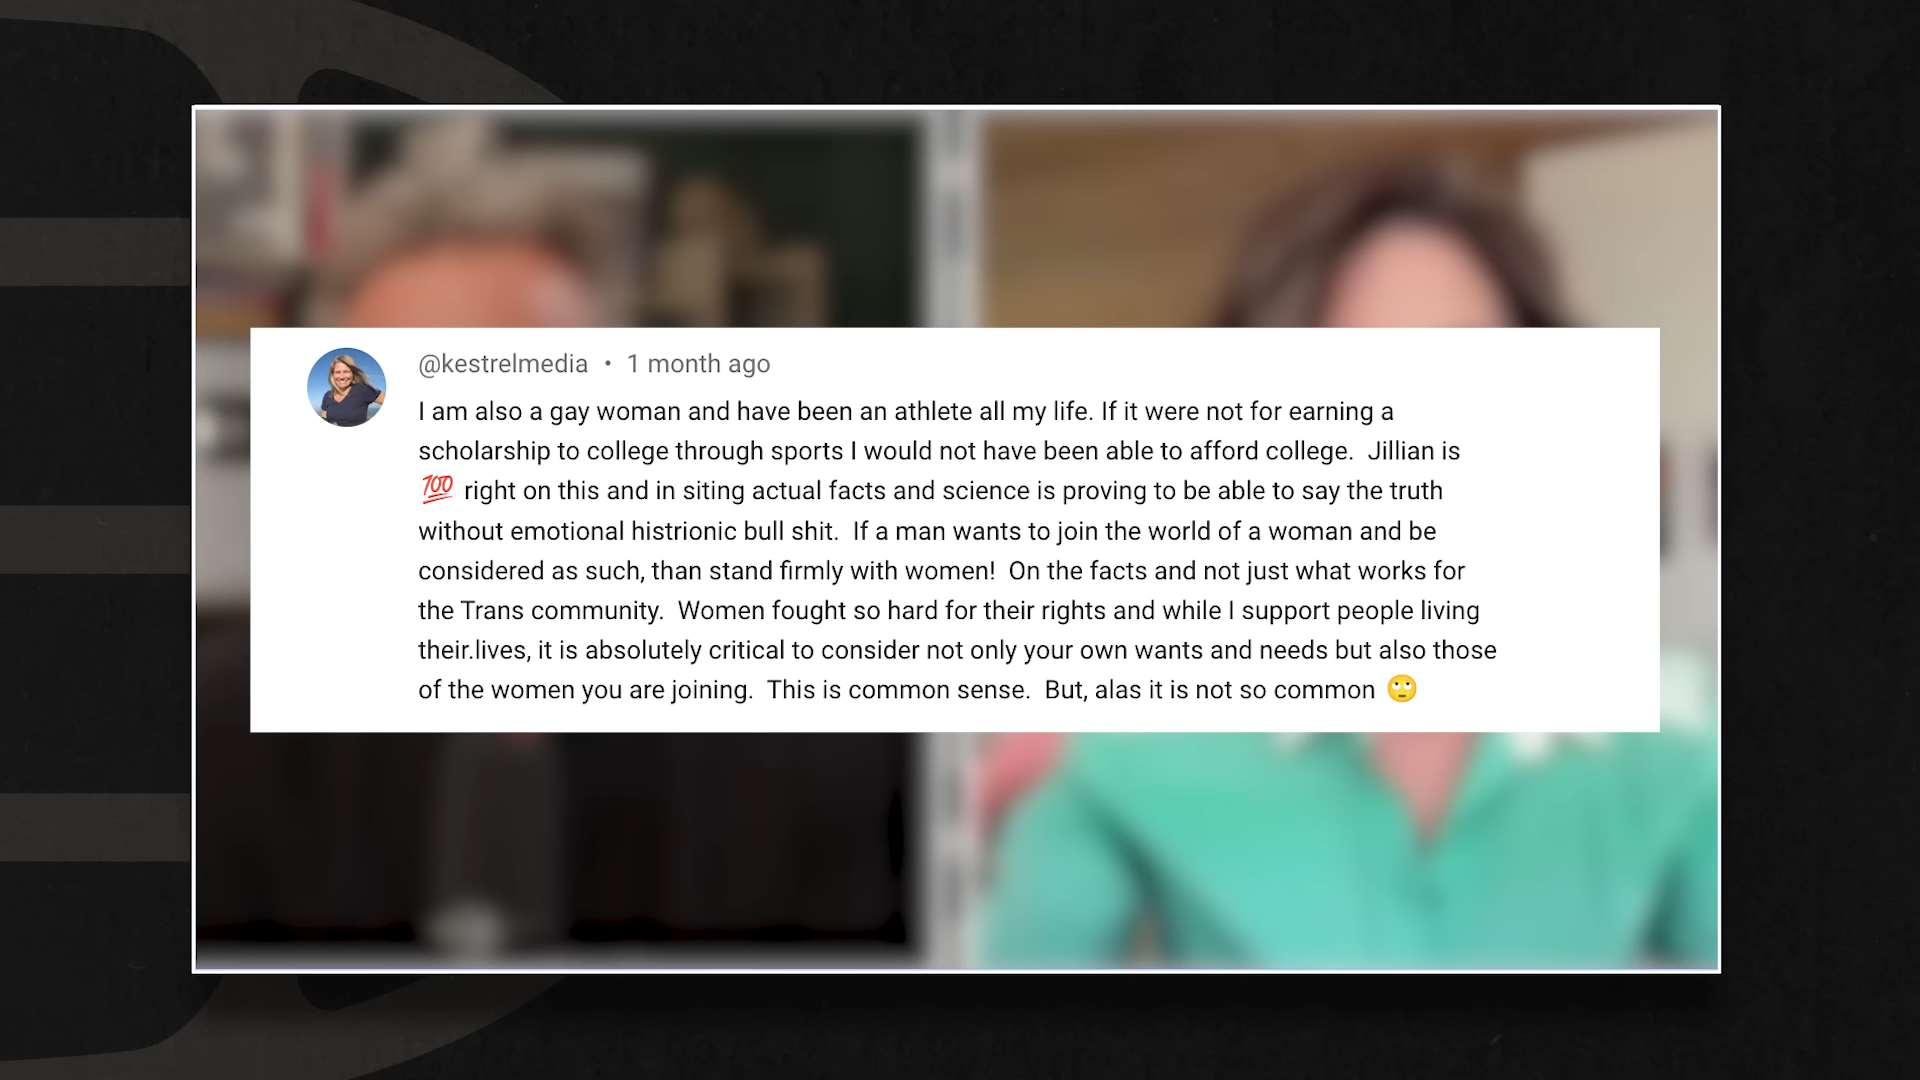 @kestrelmedia • 1 month ago
I am also a gay woman and have been an athlete all my life. If it were not for earning a
scholarship to college through sports I would not have been able to afford college.  Jillian is
💯 right on this and in siting actual facts and science is proving to be able to say the truth
without emotional histrionic bull shit.  If a man wants to join the world of a woman and be
considered as such, than stand firmly with women!  On the facts and not just what works for
the Trans community.  Women fought so hard for their rights and while I support people living
their.lives, it is absolutely critical to consider not only your own wants and needs but also those
of the women you are joining.  This is common sense.  But, alas it is not so common 🙄